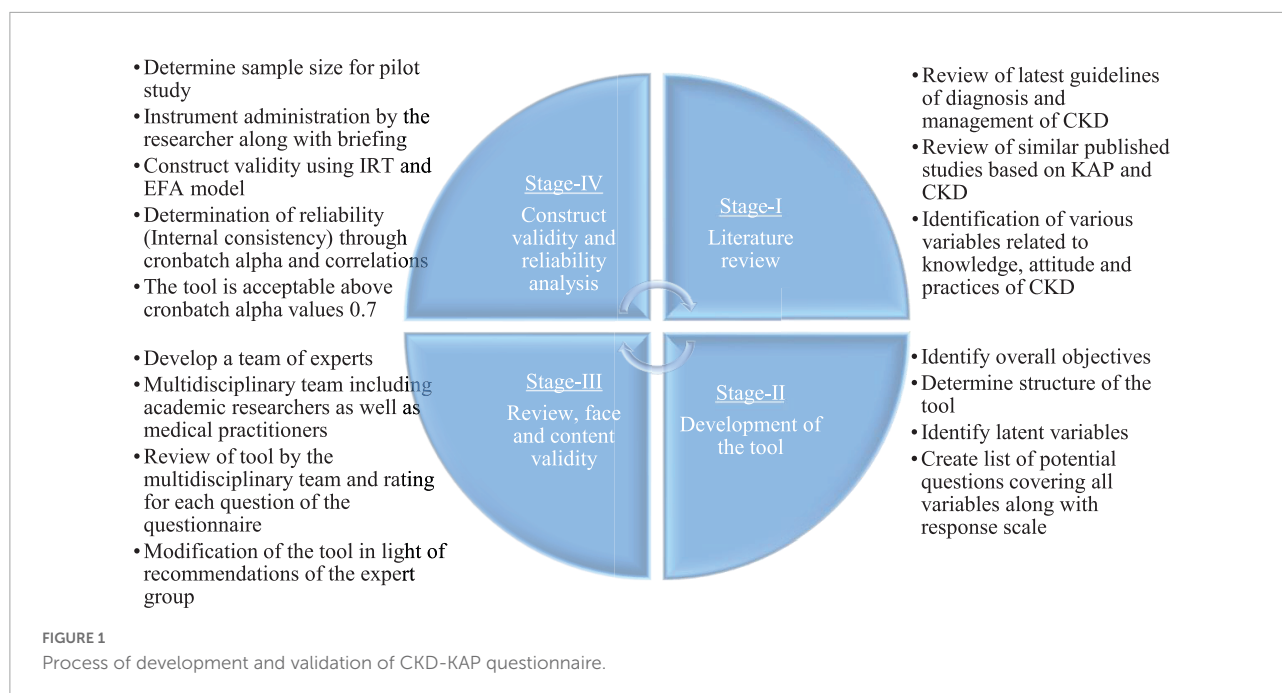 • Determine sample size for pilot
study
• Instrument administration by the
researcher along with briefing
• Construct validity using IRT and
EFA model
• Determination of reliability
(Internal consistency) through
cronbatch alpha and correlations
• The tool is acceptable above
cronbatch alpha values 0.7
Stage-IV
Construct
validity and
reliability
analysis
Stage-I
Literature
review
• Review of latest guidelines
of diagnosis and
management of CKD
• Review of similar published
studies based on KAP and
CKD
• Identification of various
variables related to
knowledge, attitude and
practices of CKD
• Develop a team of experts
• Multidisciplinary team including
academic researchers as well as
medical practitioners
• Review of tool by the
multidisciplinary team and rating
for each question of the
questionnaire
• Modification of the tool in light of
recommendations of the expert
group
Stage-III
Review, face
and content
validity
Stage-II
Development of
the tool
• Identify overall objectives
• Determine structure of the
tool
• Identify latent variables
• Create list of potential
questions covering all
variables along with
response scale
FIGURE 1
Process of development and validation of CKD-KAP questionnaire.